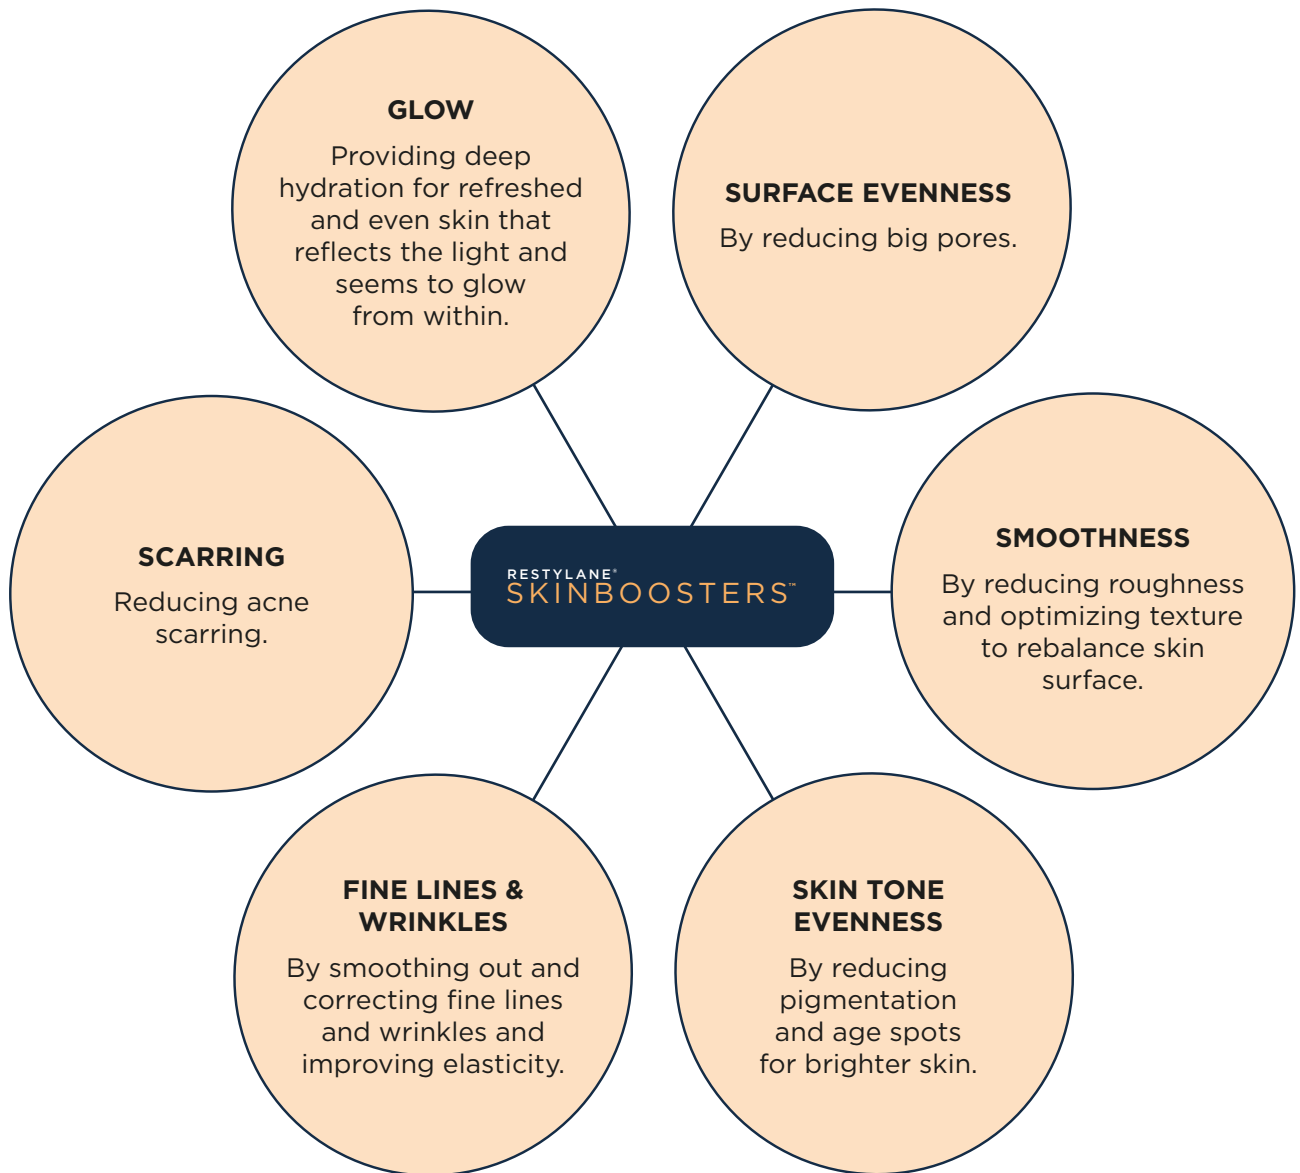 GLOW
Providing deep
hydration for refreshed
and even skin that
reflects the light and
seems to glow
from within.
SURFACE EVENNESS
By reducing big pores.
SCARRING
Reducing acne
scarring.
RESTYLANE®
SKINBOOSTERS™
SMOOTHNESS
By reducing roughness
and optimizing texture
to rebalance skin
surface.
FINE LINES &
WRINKLES
By smoothing out and
correcting fine lines
and wrinkles and
improving elasticity.
SKIN TONE
EVENNESS
By reducing
pigmentation
and age spots
for brighter skin.